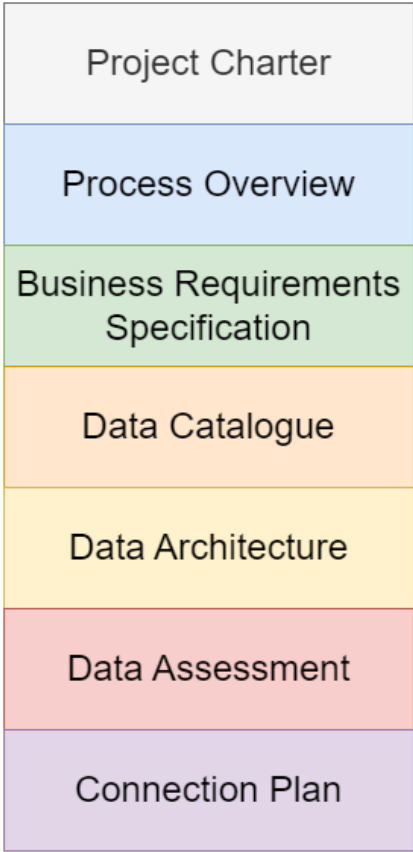 Project Charter
Process Overview
Business Requirements
Specification
Data Catalogue
Data Architecture
Data Assessment
Connection Plan